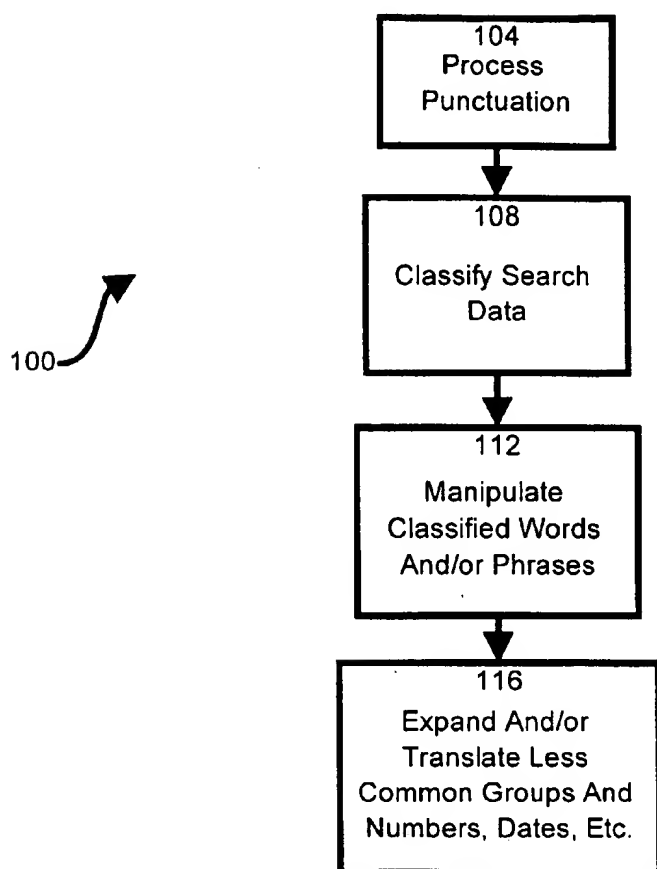 104
Process
Punctuation
108
Classify Search
Data
100
112
Manipulate
Classified Words
And/or Phrases
116
Expand And/or
Translate Less
Common Groups And
Numbers, Dates, Etc.